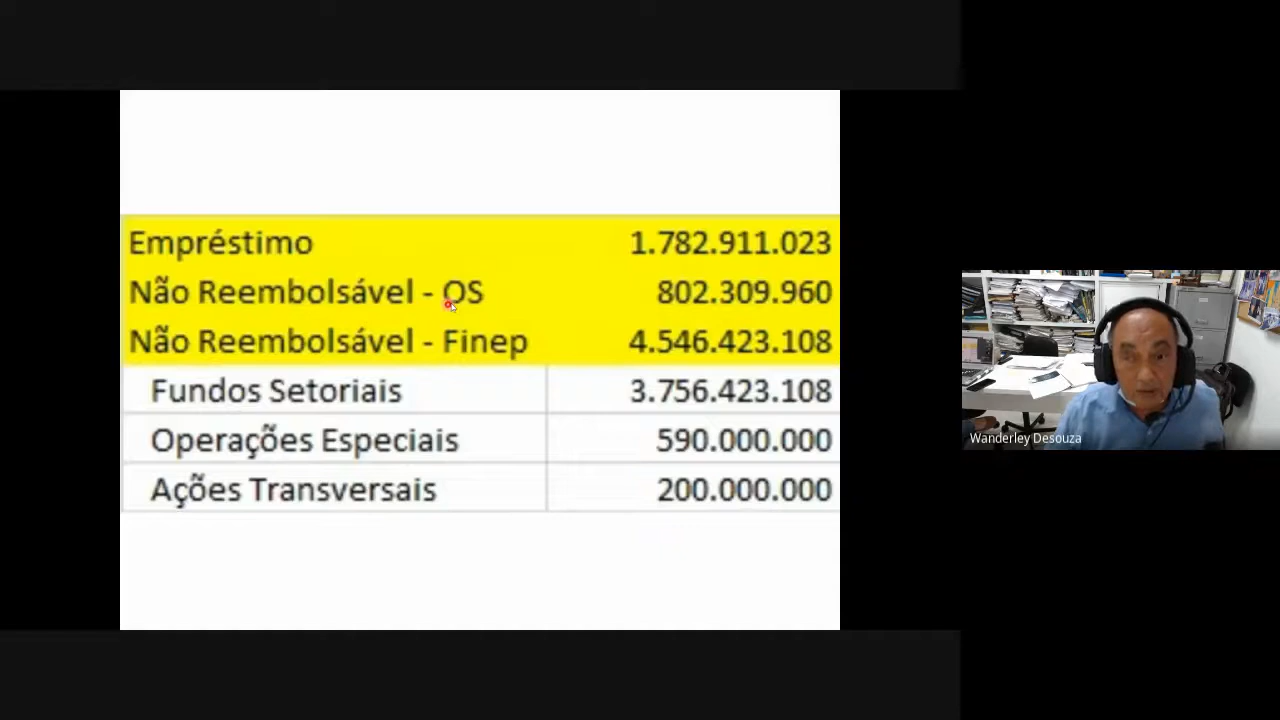 Empréstimo 1.782.911.023
Não Reembolsável - OS 802.309.960
Não Reembolsável - Finep 4.546.423.108
Fundos Setoriais 3.756.423.108
Operações Especiais 590.000.000
Ações Transversais 200.000.000
Wanderley Desouza